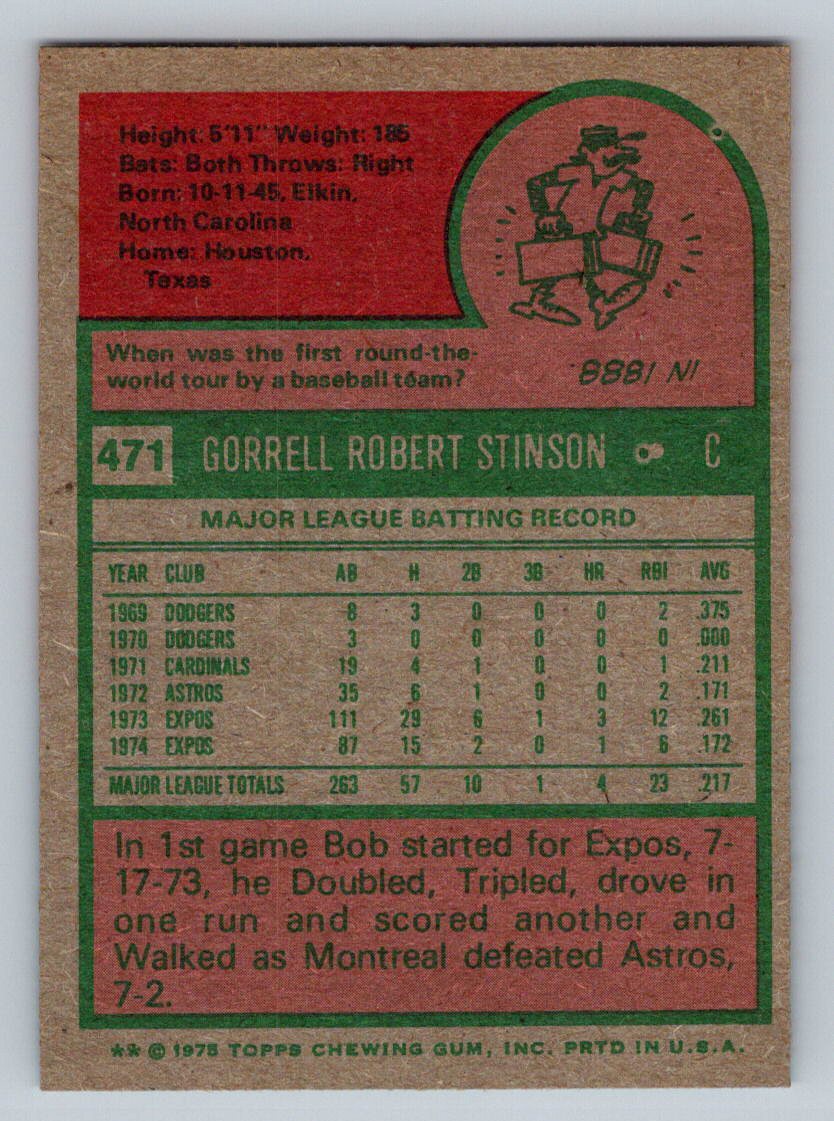 Height: 5'11" Weight: 185
Bats: Both Throws: Right
Born: 10-11-45, Elkin,
North Carolina
Home: Houston,
Texas
When was the first round-the-
world tour by a baseball team?
IN 1888
471 GORRELL ROBERT STINSON C
MAJOR LEAGUE BATTING RECORD
YEAR CLUB AB H 2B 3B HR RBI AVG
1969 DODGERS 8 3 0 0 0 2 .375
1970 DODGERS 3 0 0 0 0 0 .000
1971 CARDINALS 19 4 1 0 0 1 .211
1972 ASTROS 35 6 1 0 0 2 .171
1973 EXPOS 111 29 6 1 3 12 .261
1974 EXPOS 87 15 2 0 1 6 .172
MAJOR LEAGUE TOTALS 263 57 10 1 4 23 .217
In 1st game Bob started for Expos, 7-
17-73, he Doubled, Tripled, drove in
one run and scored another and
Walked as Montreal defeated Astros,
7-2.
** © 1975 TOPPS CHEWING GUM, INC. PRTD IN U.S.A.